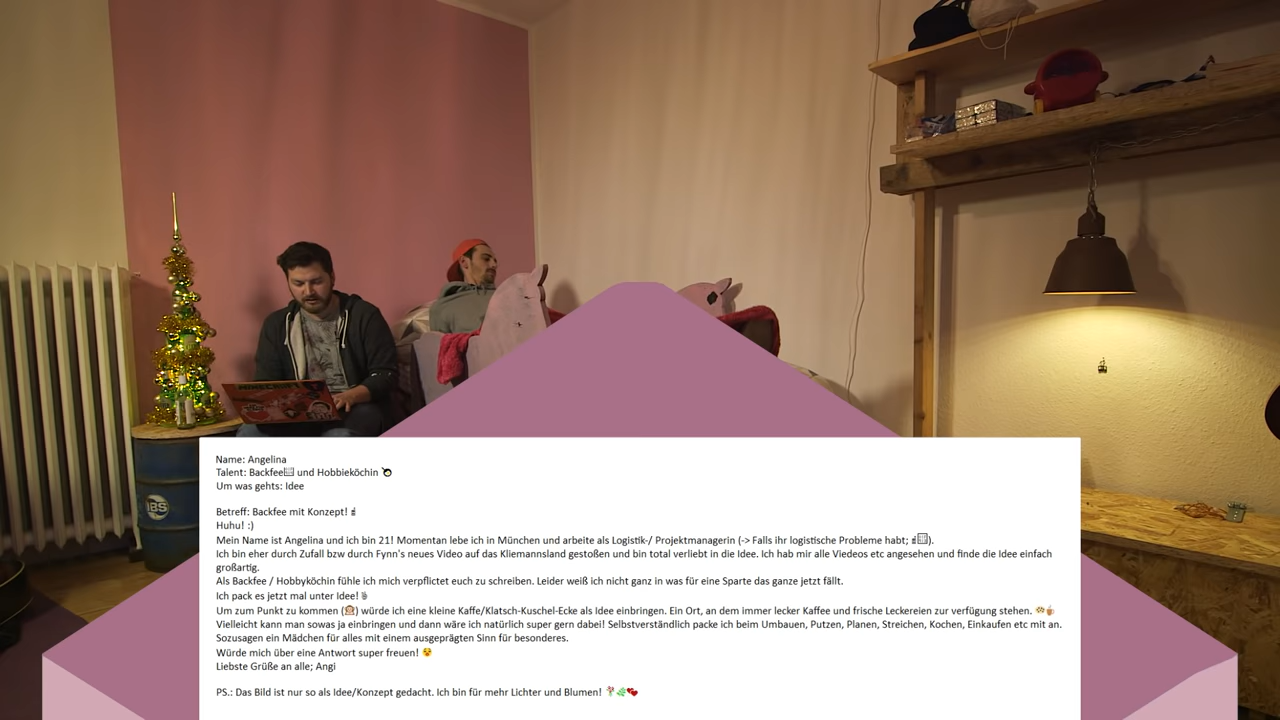 MINECRAFT
IBS
Name: Angelina
Talent: Backfee und Hobbieköchin
Um was gehts: Idee
Betreff: Backfee mit Konzept!
Huhu! :)
Mein Name ist Angelina und ich bin 21! Momentan lebe ich in München und arbeite als Logistik-/ Projektmanagerin (-> Falls ihr logistische Probleme habt; ).
Ich bin eher durch Zufall bzw durch Fynn's neues Video auf das Kliemannsland gestoßen und bin total verliebt in die Idee. Ich hab mir alle Viedeos etc angesehen und finde die Idee einfach
großartig.
Als Backfee / Hobbyköchin fühle ich mich verpflictet euch zu schreiben. Leider weiß ich nicht ganz in was für eine Sparte das ganze jetzt fällt.
Ich pack es jetzt mal unter Idee!
Um zum Punkt zu kommen (🙊) würde ich eine kleine Kaffe/Klatsch-Kuschel-Ecke als Idee einbringen. Ein Ort, an dem immer lecker Kaffee und frische Leckereien zur verfügung stehen.
Vielleicht kann man sowas ja einbringen und dann wäre ich natürlich super gern dabei! Selbstverständlich packe ich beim Umbauen, Putzen, Planen, Streichen, Kochen, Einkaufen etc mit an.
Sozusagen ein Mädchen für alles mit einem ausgeprägten Sinn für besonderes.
Würde mich über eine Antwort super freuen!
Liebste Grüße an alle; Angi
PS.: Das Bild ist nur so als Idee/Konzept gedacht. Ich bin für mehr Lichter und Blumen!